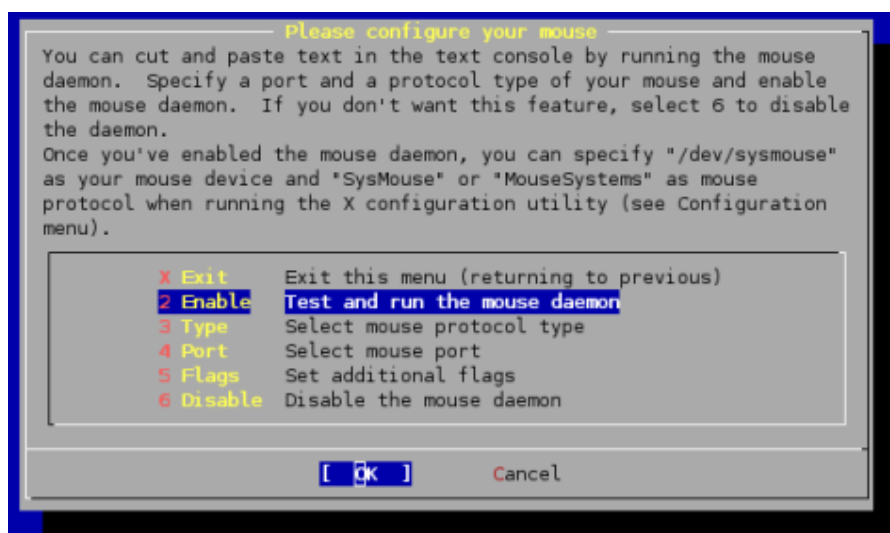 Please configure your mouse
You can cut and paste text in the text console by running the mouse
daemon.  Specify a port and a protocol type of your mouse and enable
the mouse daemon.  If you don't want this feature, select 6 to disable
the daemon.
Once you've enabled the mouse daemon, you can specify "/dev/sysmouse"
as your mouse device and "SysMouse" or "MouseSystems" as mouse
protocol when running the X configuration utility (see Configuration
menu).
X Exit Exit this menu (returning to previous)
2 Enable Test and run the mouse daemon
3 Type Select mouse protocol type
4 Port Select mouse port
5 Flags Set additional flags
6 Disable Disable the mouse daemon
[ OK ] Cancel